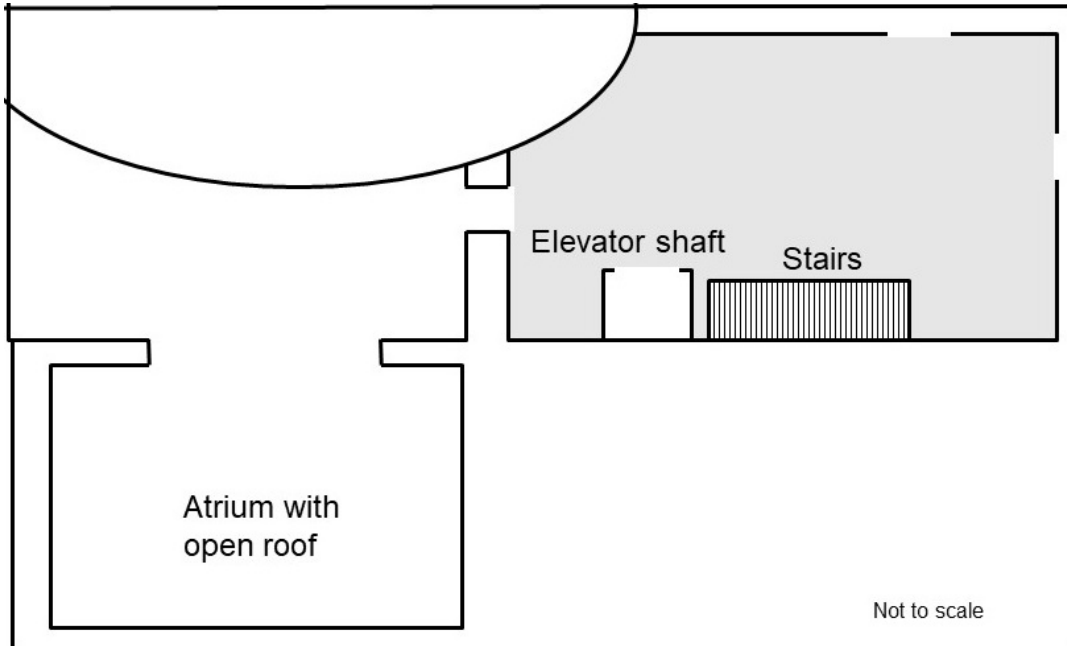 Elevator shaft
Stairs
Atrium with
open roof
Not to scale